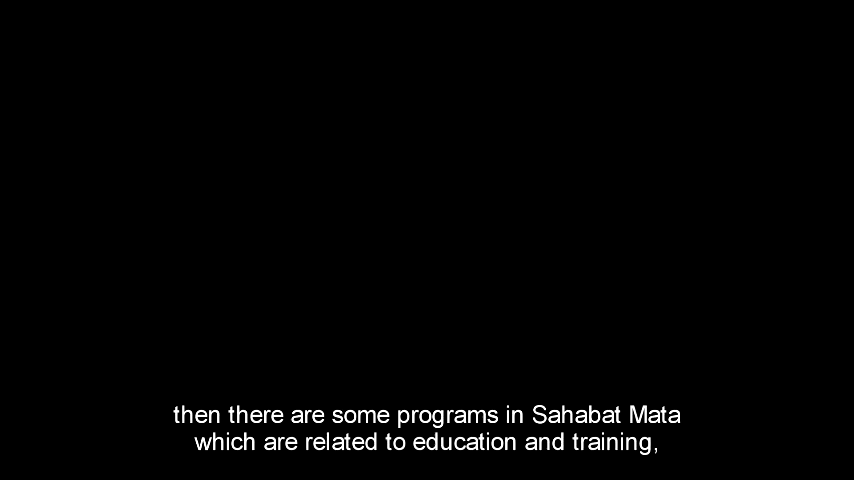 then there are some programs in Sahabat Mata
which are related to education and training,